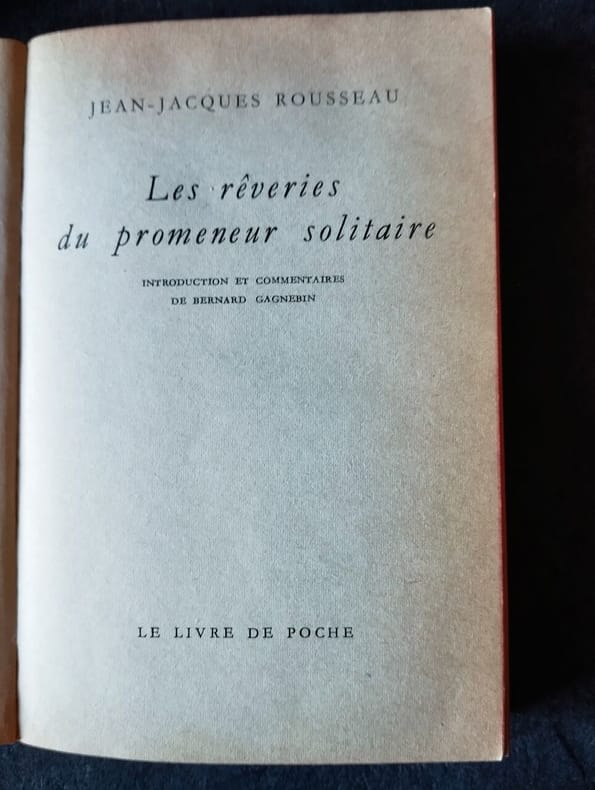 JEAN-JACQUES ROUSSEAU
Les rêveries
du promeneur solitaire
INTRODUCTION ET COMMENTAIRES
DE BERNARD GAGNEBIN
LE LIVRE DE POCHE